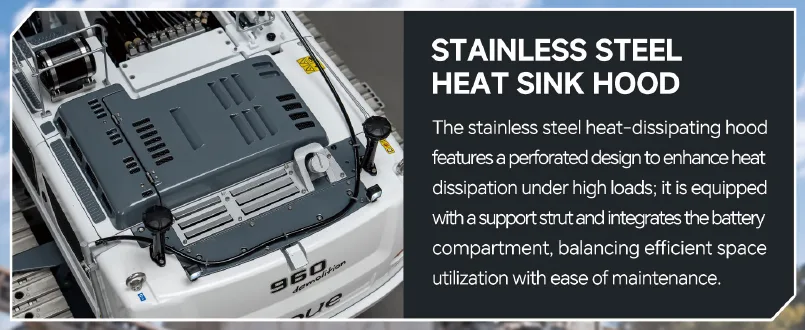 STAINLESS STEEL
HEAT SINK HOOD
The stainless steel heat-dissipating hood
features a perforated design to enhance heat
dissipation under high loads; it is equipped
with a support strut and integrates the battery
compartment, balancing efficient space
utilization with ease of maintenance.
960
demolition